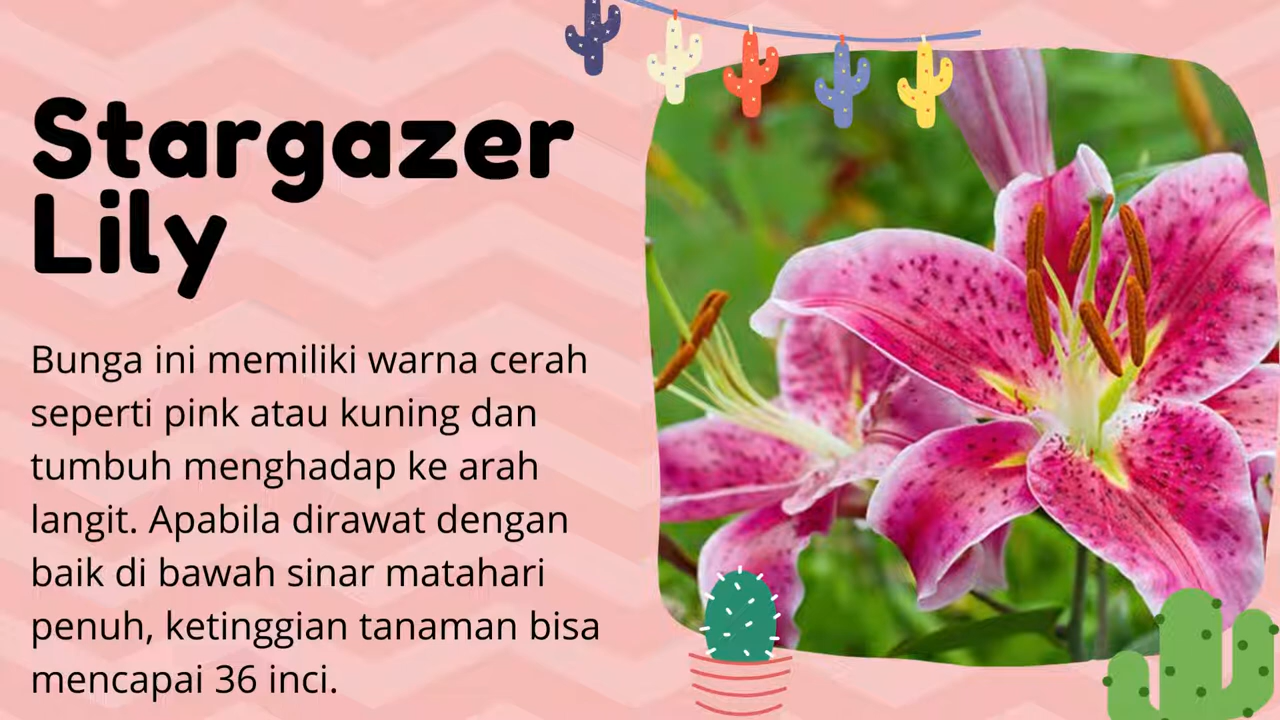 Stargazer
Lily
Bunga ini memiliki warna cerah
seperti pink atau kuning dan
tumbuh menghadap ke arah
langit. Apabila dirawat dengan
baik di bawah sinar matahari
penuh, ketinggian tanaman bisa
mencapai 36 inci.